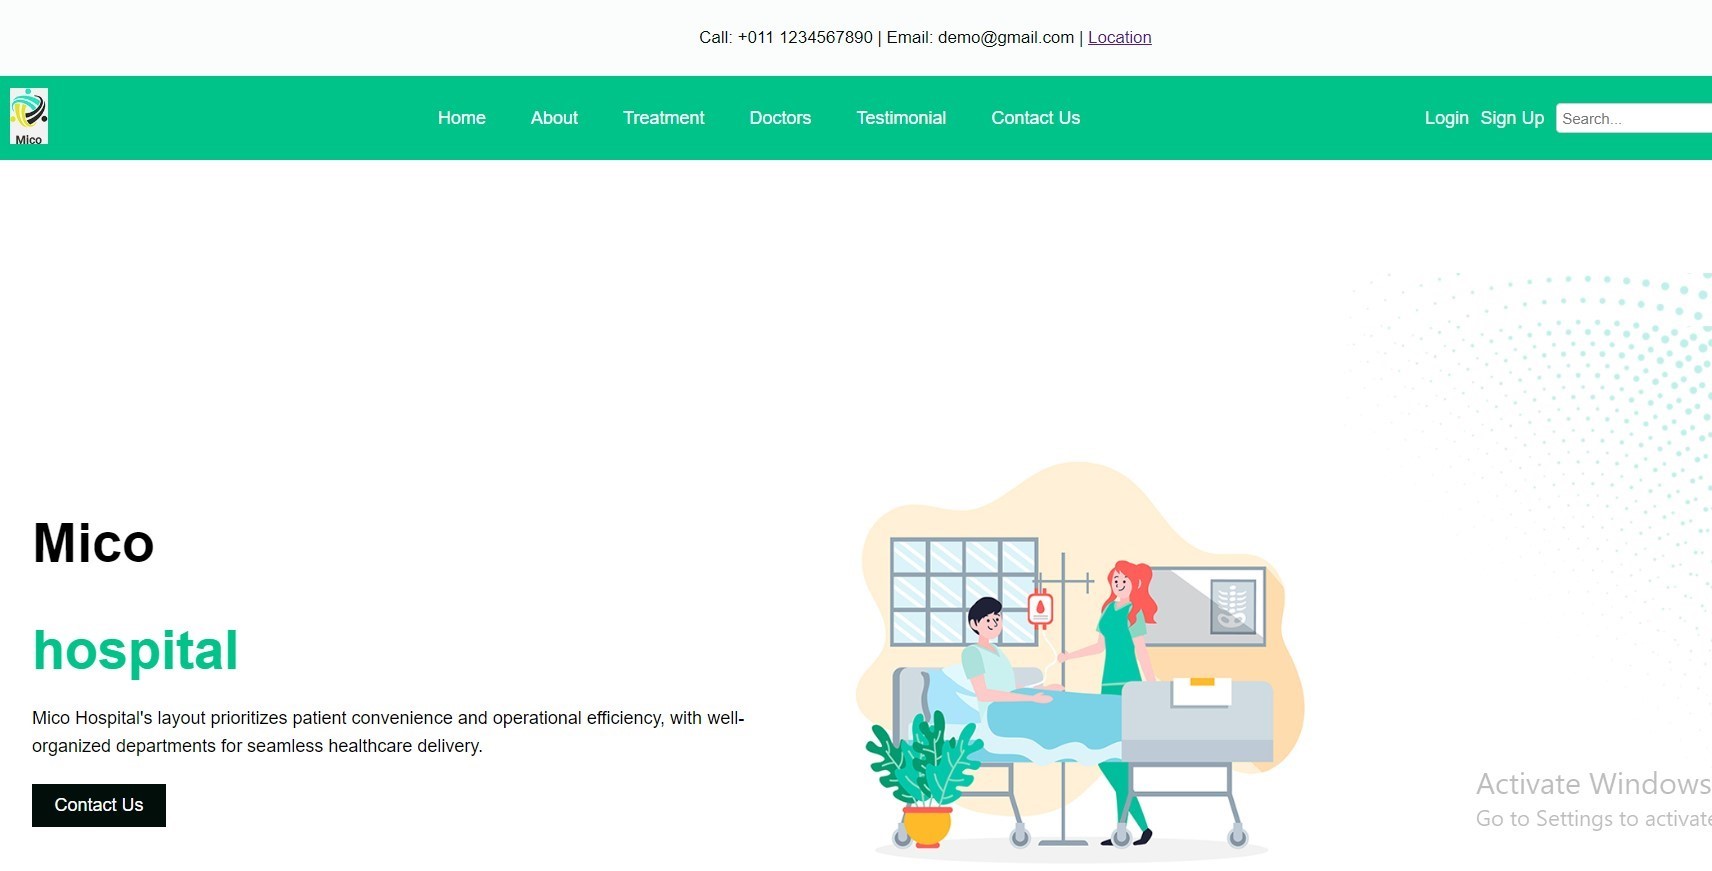 Call: +011 1234567890 | Email: demo@gmail.com | Location
Mico
Home About Treatment Doctors Testimonial Contact Us
Login Sign Up Search...
Mico
hospital
Mico Hospital's layout prioritizes patient convenience and operational efficiency, with well-
organized departments for seamless healthcare delivery.
Contact Us
Activate Windows
Go to Settings to activate